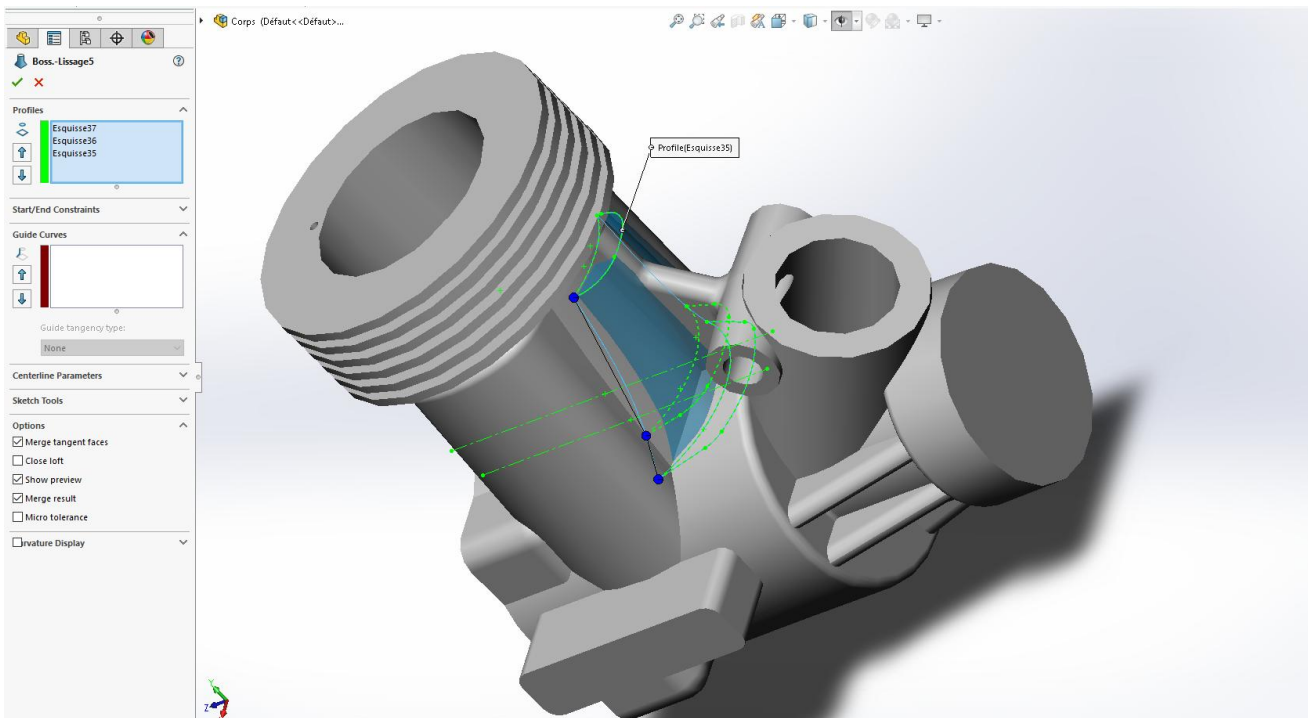 Corps (Défaut<<Défaut>...
Boss.-Lissage5
Profiles
Esquisse37
Esquisse36
Esquisse35
Start/End Constraints
Guide Curves
Guide tangency type:
None
Centerline Parameters
Sketch Tools
Options
Merge tangent faces
Close loft
Show preview
Merge result
Micro tolerance
urvature Display
Profile(Esquisse35)
Y
Z